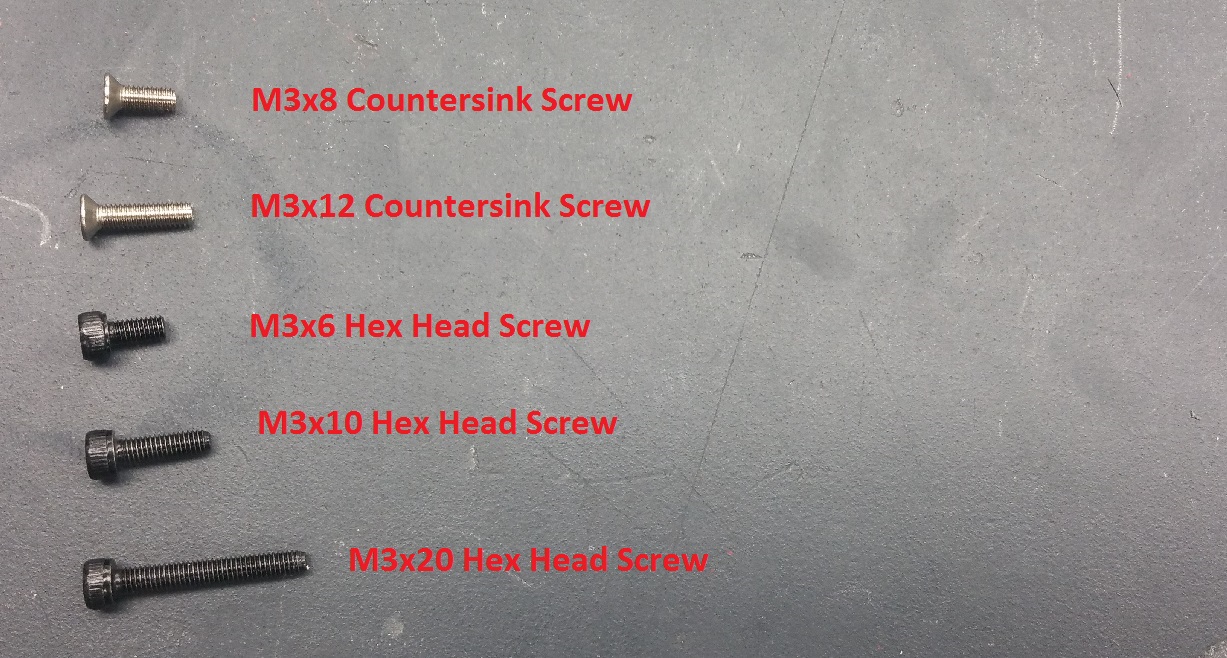 M3x8 Countersink Screw
M3x12 Countersink Screw
M3x6 Hex Head Screw
M3x10 Hex Head Screw
M3x20 Hex Head Screw